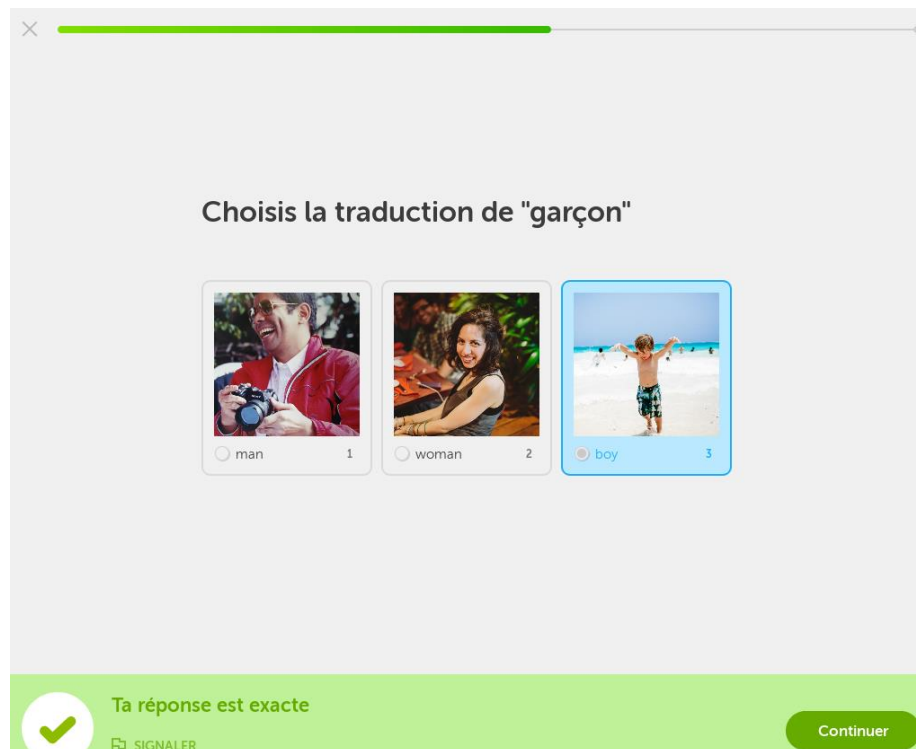 Choisis la traduction de "garçon"
man 1 woman 2 boy 3
Ta réponse est exacte
SIGNALER
Continuer